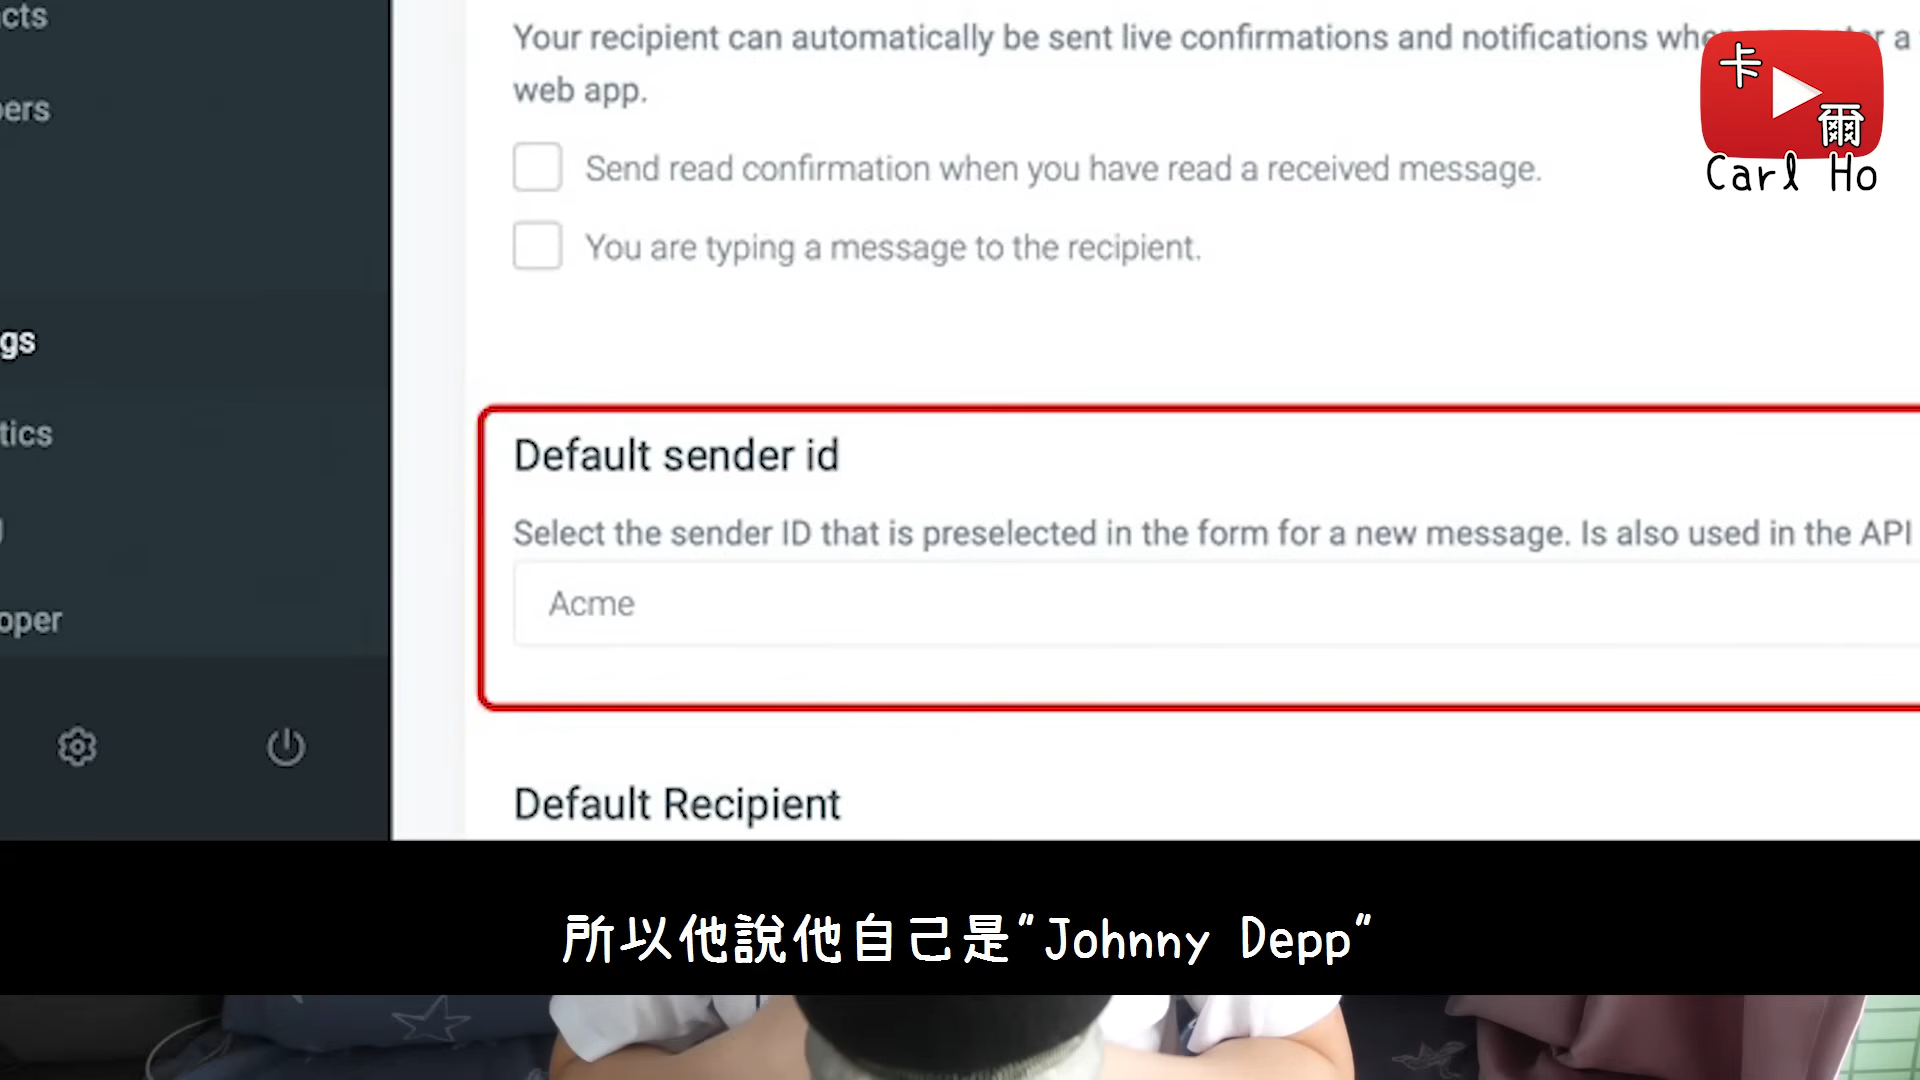 cts
Your recipient can automatically be sent live confirmations and notifications
web app.
卡
爾
Carl Ho
ers
Send read confirmation when you have read a received message.
You are typing a message to the recipient.
gs
tics
Default sender id
Select the sender ID that is preselected in the form for a new message. Is also used in the API
Acme
oper
Default Recipient
所以他說他自己是"Johnny Depp"